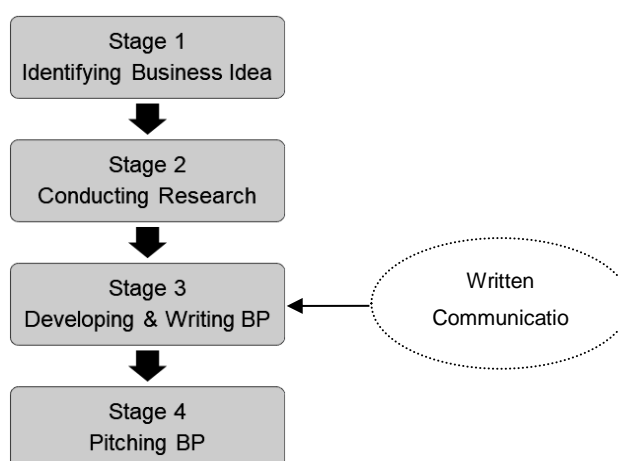 Stage 1
Identifying Business Idea
Stage 2
Conducting Research
Stage 3
Developing & Writing BP
Written
Communicatio
Stage 4
Pitching BP